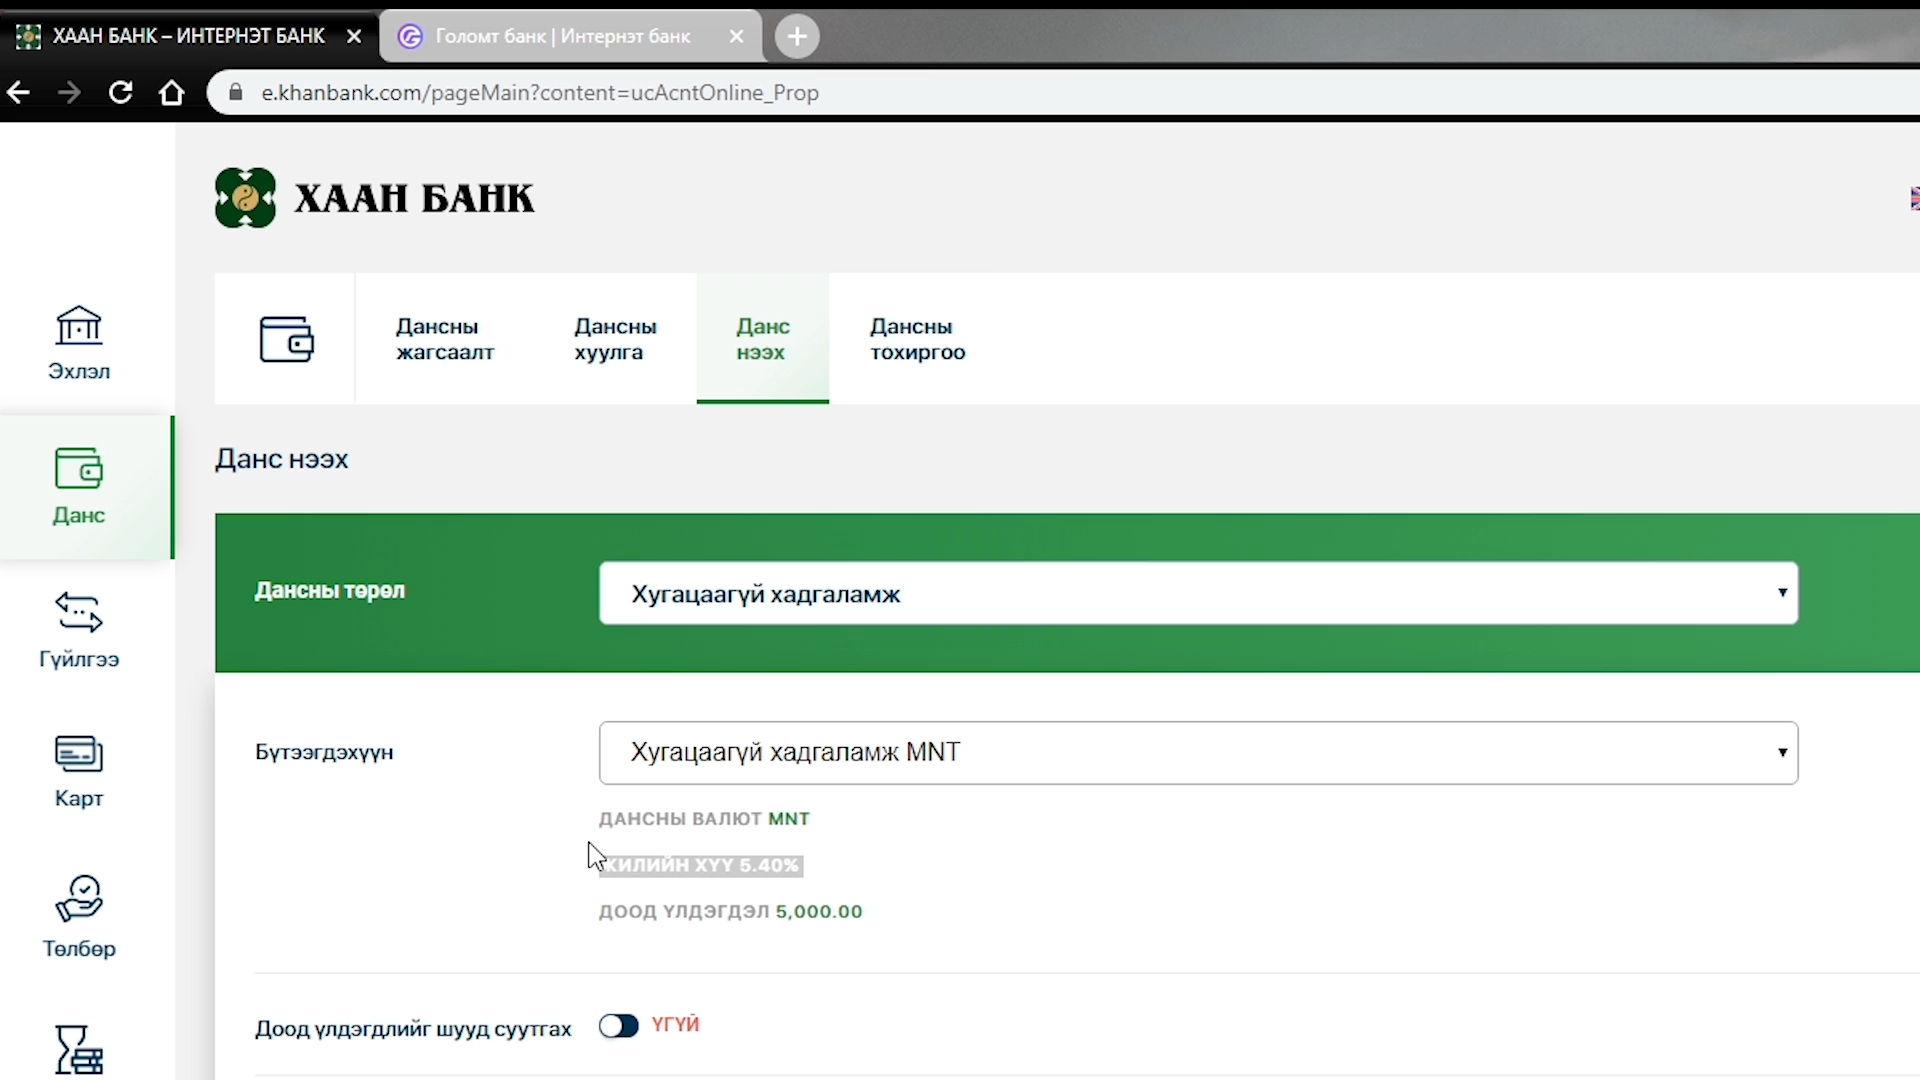 ХААН БАНК – ИНТЕРНЭТ БАНК
Голомт банк | Интернэт банк
e.khanbank.com/pageMain?content=ucAcntOnline_Prop
ХААН БАНК
Дансны жагсаалт
Дансны хуулга
Данс нээх
Дансны тохиргоо
Эхлэл
Данс
Гүйлгээ
Карт
Төлбөр
Данс нээх
Дансны төрөл
Хугацаагүй хадгаламж
Бүтээгдэхүүн
Хугацаагүй хадгаламж MNT
ДАНСНЫ ВАЛЮТ MNT
ЖИЛИЙН ХҮҮ 5.40%
ДООД ҮЛДЭГДЭЛ 5,000.00
Доод үлдэгдлийг шууд суутгах
ҮГҮЙ